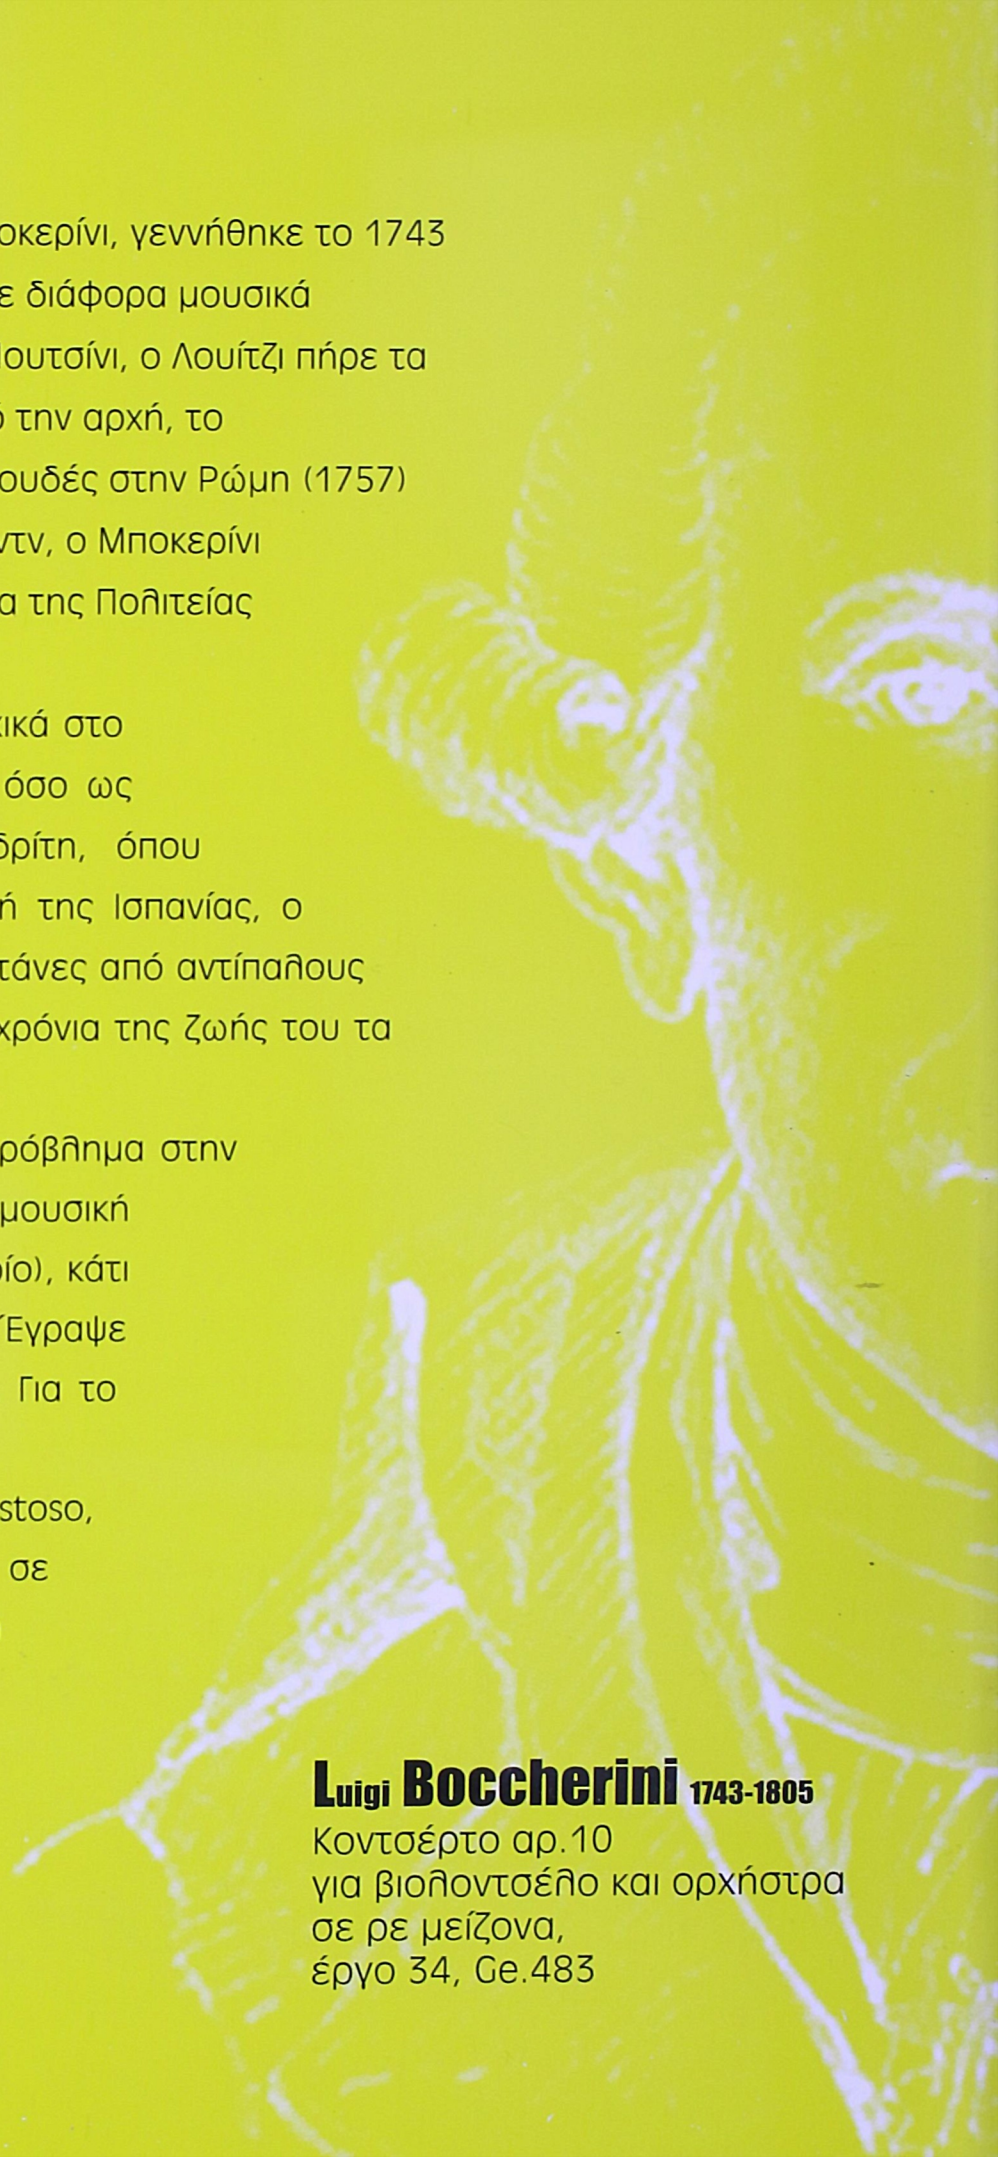 οκερίνι, γεννήθηκε το 1743
ε διάφορα μουσικά
ουτσίνι, ο Λουίτζι πήρε τα
την αρχή, το
ουδές στην Ρώμη (1757)
ντν, ο Μποκερίνι
α της Πολιτείας
ικά στο
όσο ως
δρίτη, όπου
ή της Ισπανίας, ο
τάνες από αντίπαλους
χρόνια της ζωής του τα
ρόβλημα στην
μουσική
ίο), κάτι
Έγραψε
Για το
stoso,
σε
Luigi Boccherini 1743-1805
Κοντσέρτο αρ.10
για βιολοντσέλο και ορχήστρα
σε ρε μείζονα,
έργο 34, Ge.483